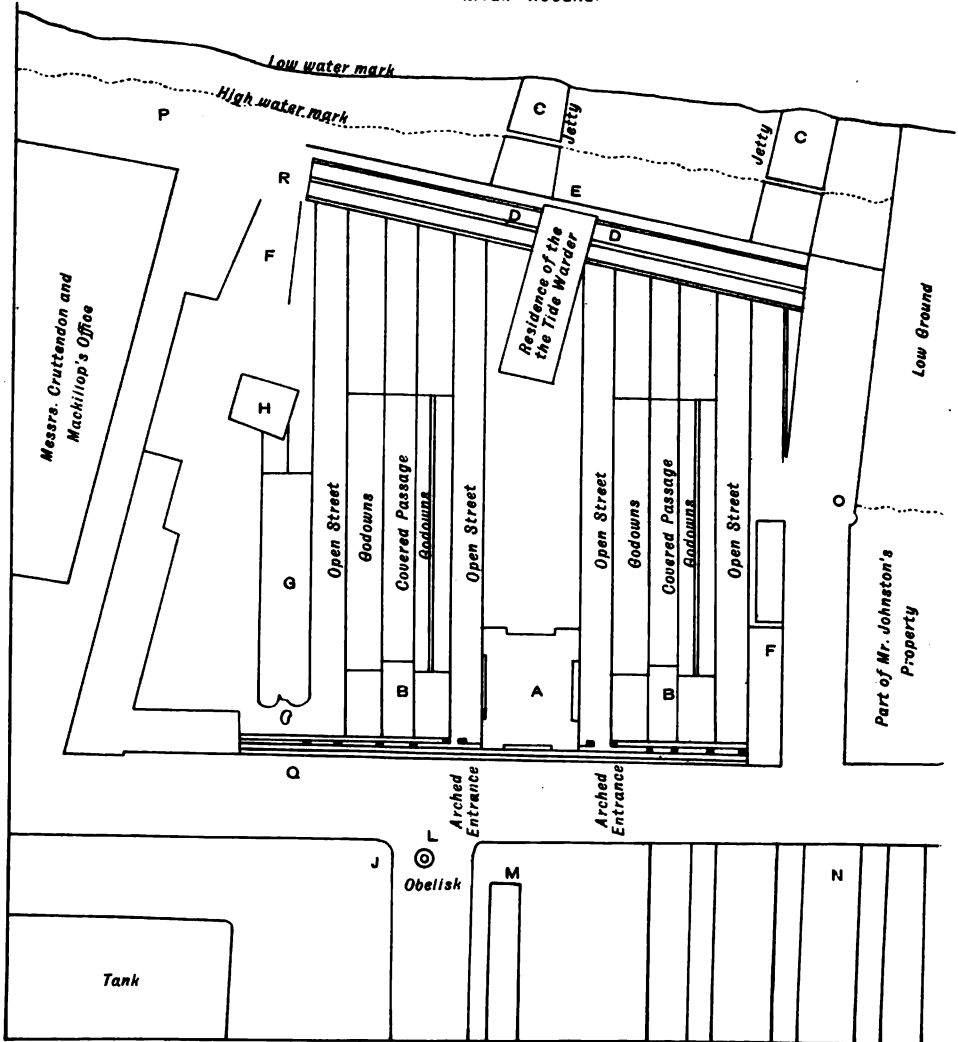 Low water mark
High water mark
P
C
Jetty
Jetty
C
R
E
D
D
F
Residence of the
the Tide Warder
Low Ground
Messrs. Cruttendon and
Mackillop's Office
H
O
Open Street
Godowns
Covered Passage
Godowns
Open Street
Open Street
Godowns
Covered Passage
Godowns
Open Street
G
Part of Mr. Johnston's
Property
F
B
A
B
Q
Arched
Entrance
Arched
Entrance
J
L
Obelisk
M
N
Tank